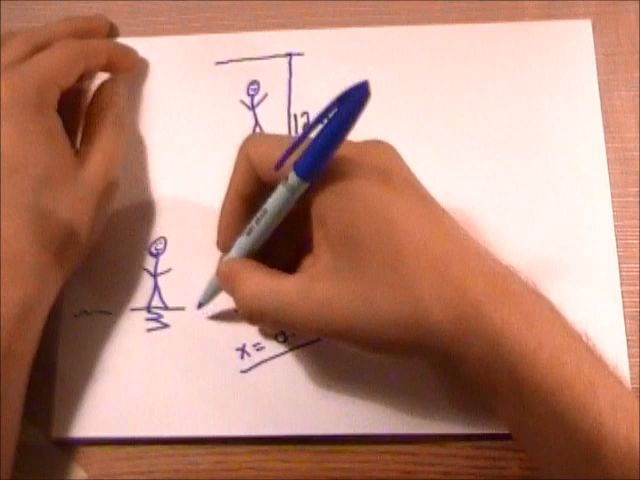 12
x = 0.